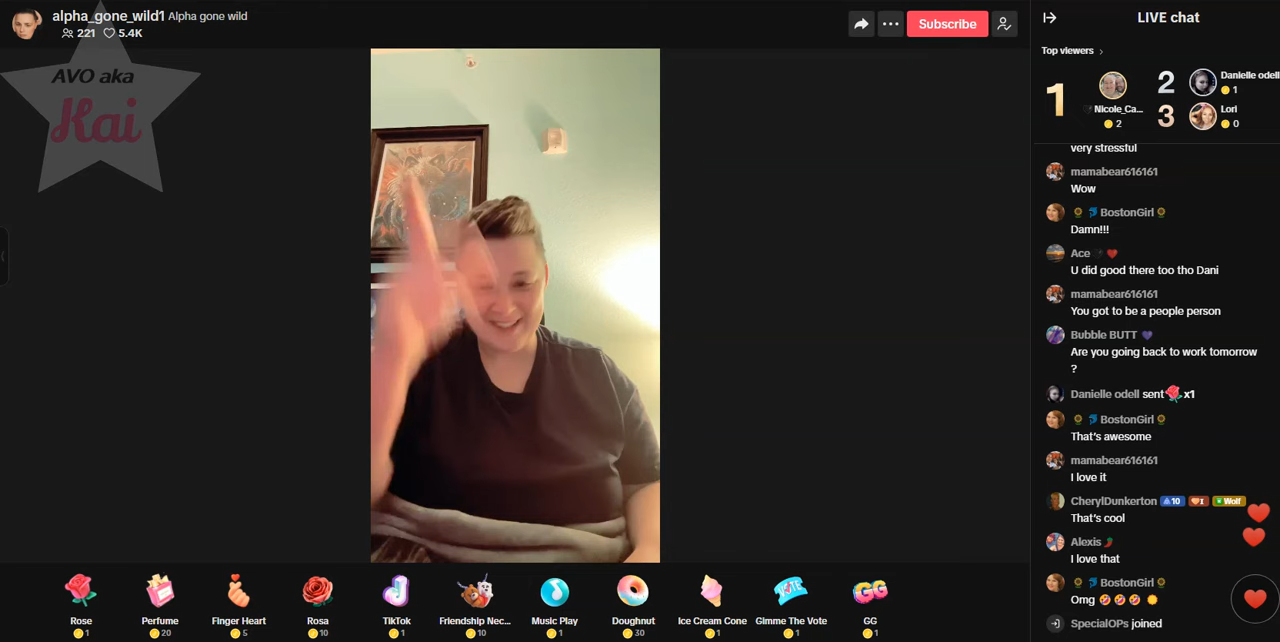 alpha_gone_wild1 Alpha gone wild
221 5.4K
Subscribe
AVO aka
Kai
LIVE chat
Top viewers
1
Nicole_Ca...
2
2
Danielle odell
1
3
Lori
0
very stressful
mamabear616161
Wow
BostonGirl
Damn!!!
Ace
U did good there too tho Dani
mamabear616161
You got to be a people person
Bubble BUTT
Are you going back to work tomorrow
?
Danielle odell sent x1
BostonGirl
That's awesome
mamabear616161
I love it
CherylDunkerton 10 I Wolf
That's cool
Alexis
I love that
BostonGirl
Omg
SpecialOPs joined
Rose Perfume Finger Heart Rosa TikTok Friendship Nec... Music Play Doughnut Ice Cream Cone Gimme The Vote GG
1 20 5 10 1 10 1 30 1 1 1